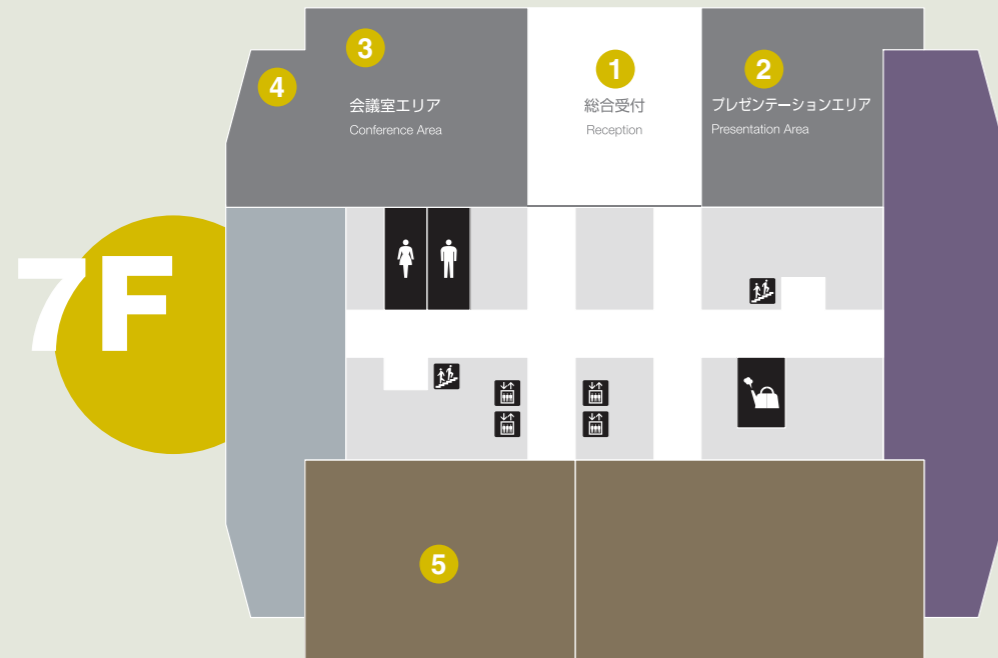 3
会議室エリア
Conference Area
4
1
総合受付
Reception
2
プレゼンテーションエリア
Presentation Area
7F
5